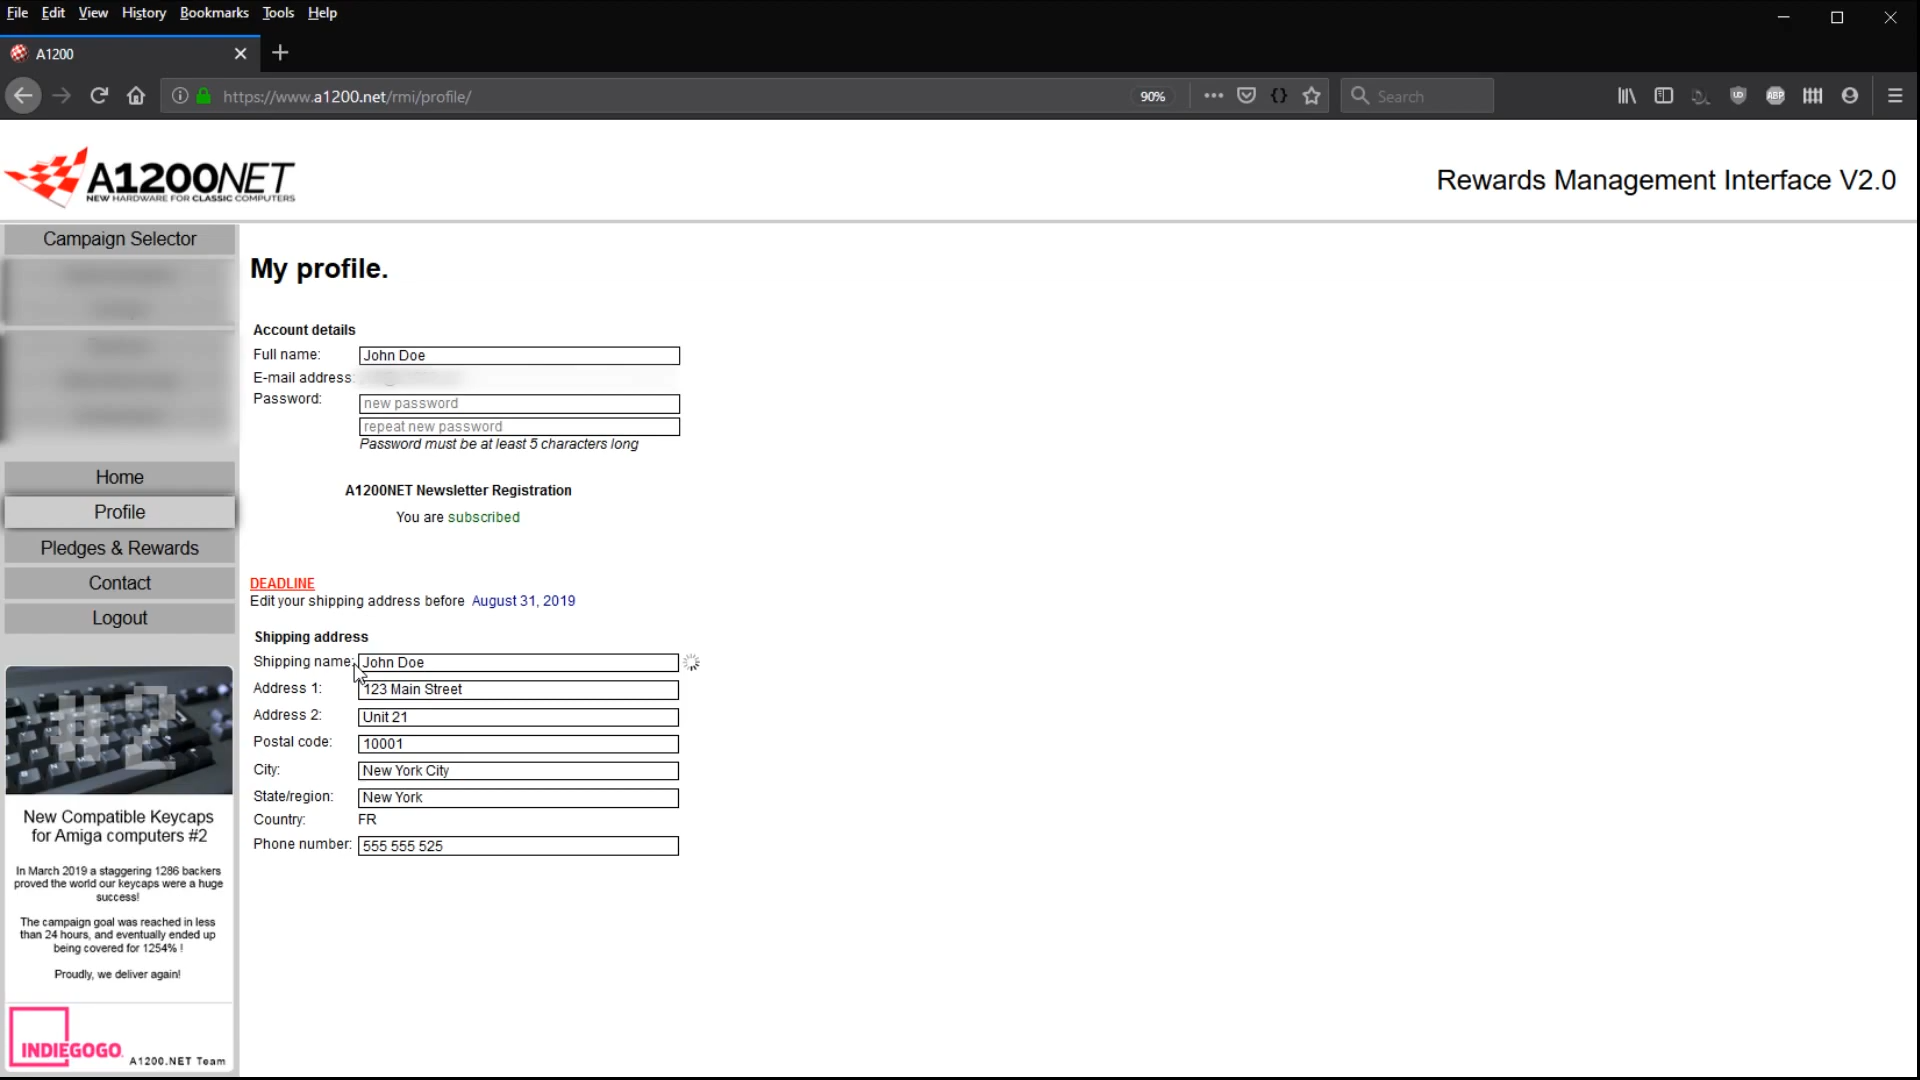 File Edit View History Bookmarks Tools Help
A1200
https://www.a1200.net/rmi/profile/
90%
Search
A1200NET
NEW HARDWARE FOR CLASSIC COMPUTERS
Rewards Management Interface V2.0
Campaign Selector
Home
Profile
Pledges & Rewards
Contact
Logout
#2
New Compatible Keycaps
for Amiga computers #2
In March 2019 a staggering 1286 backers
proved the world our keycaps were a huge
success!
The campaign goal was reached in less
than 24 hours, and eventually ended up
being covered for 1254% !
Proudly, we deliver again!
INDIEGOGO.
A1200.NET Team
My profile.
Account details
Full name: John Doe
E-mail address:
Password: new password
repeat new password
Password must be at least 5 characters long
A1200NET Newsletter Registration
You are subscribed
DEADLINE
Edit your shipping address before August 31, 2019
Shipping address
Shipping name: John Doe
Address 1: 123 Main Street
Address 2: Unit 21
Postal code: 10001
City: New York City
State/region: New York
Country: FR
Phone number: 555 555 525